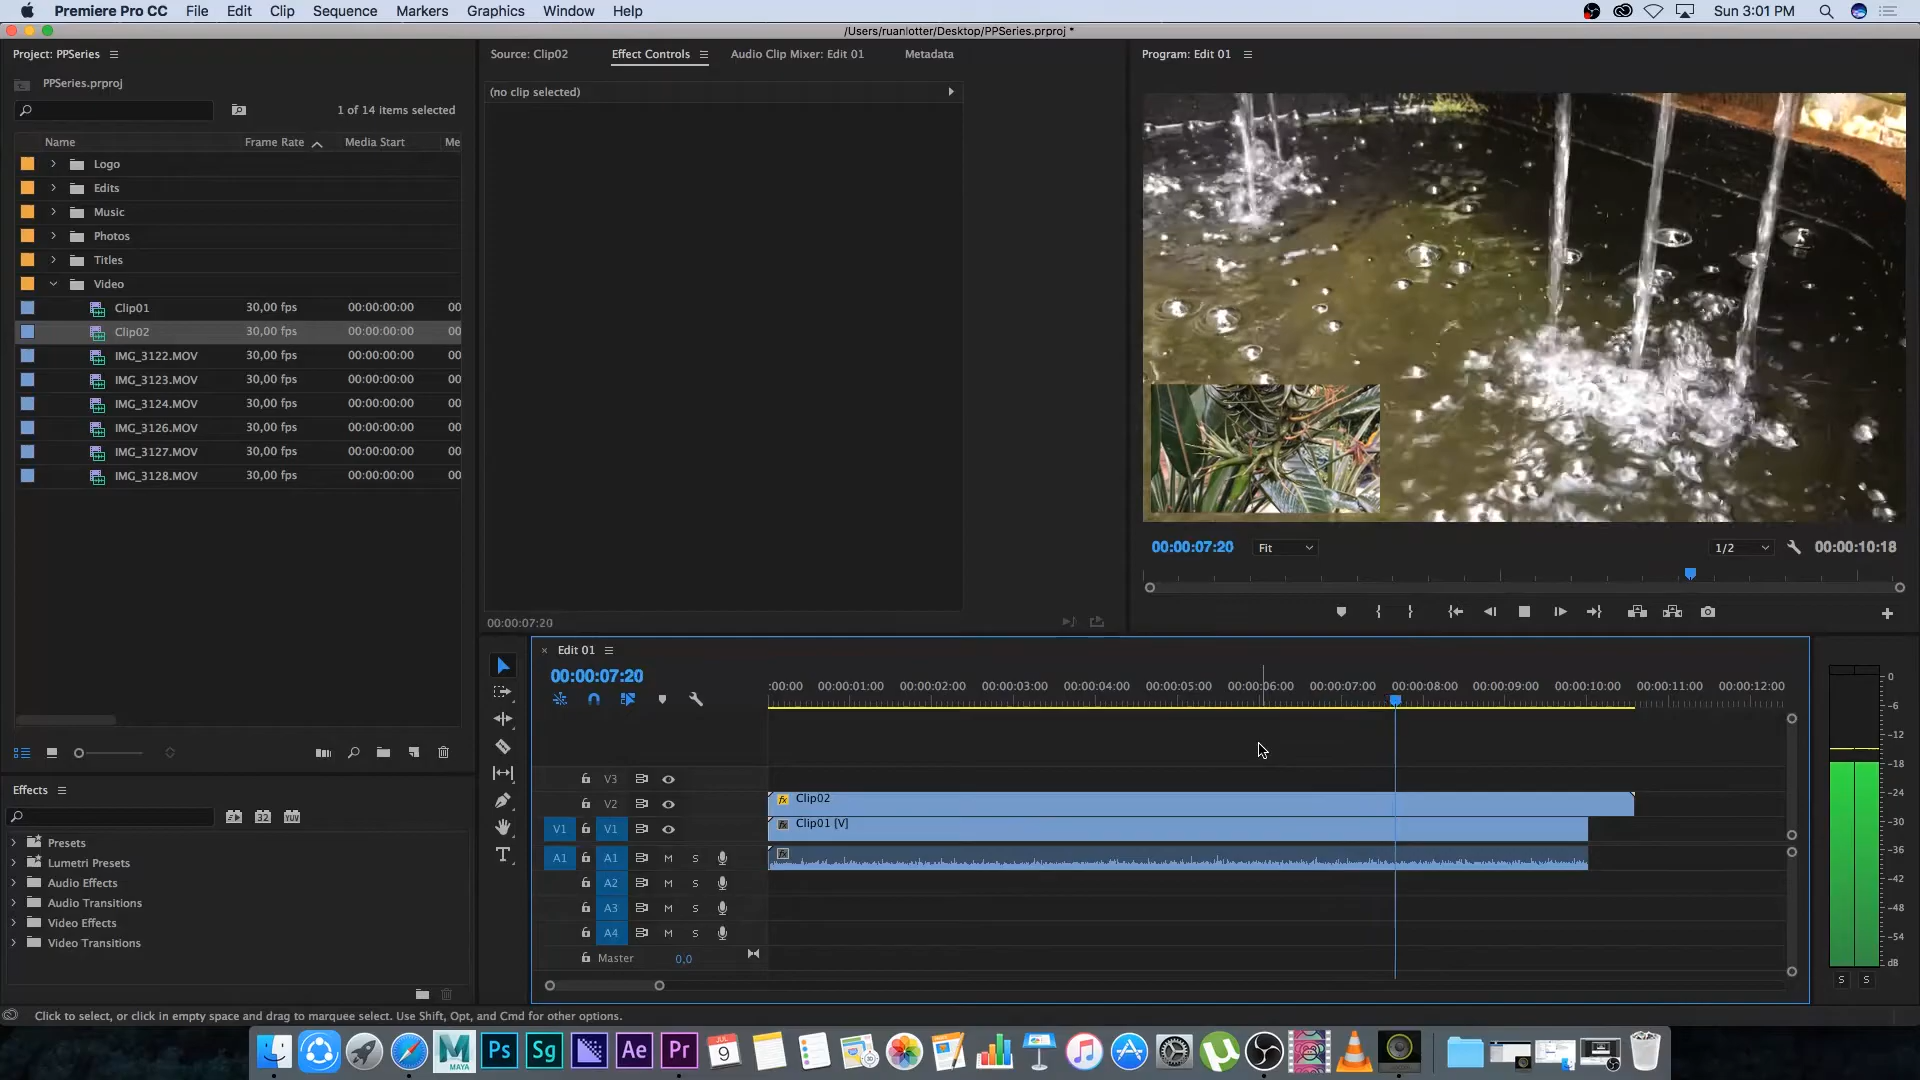 Premiere Pro CC File Edit Clip Sequence Markers Graphics Window Help Sun 3:01 PM
/Users/ruanlotter/Desktop/PPSeries.prproj *
Project: PPSeries
Source: Clip02 Effect Controls Audio Clip Mixer: Edit 01 Metadata
Program: Edit 01
PPSeries.prproj
(no clip selected)
1 of 14 items selected
Name Frame Rate Media Start Me
Logo
Edits
Music
Photos
Titles
Video
Clip01 30,00 fps 00:00:00:00 00
Clip02 30,00 fps 00:00:00:00 00
IMG_3122.MOV 30,00 fps 00:00:00:00 00
IMG_3123.MOV 30,00 fps 00:00:00:00 00
IMG_3124.MOV 30,00 fps 00:00:00:00 00
IMG_3126.MOV 30,00 fps 00:00:00:00 00
IMG_3127.MOV 30,00 fps 00:00:00:00 00
IMG_3128.MOV 30,00 fps 00:00:00:00 00
00:00:07:20 Fit 1/2 00:00:10:18
00:00:07:20
Edit 01
00:00:07:20
:00:00 00:00:01:00 00:00:02:00 00:00:03:00 00:00:04:00 00:00:05:00 00:00:06:00 00:00:07:00 00:00:08:00 00:00:09:00 00:00:10:00 00:00:11:00 00:00:12:00
V3
V2 Clip02
V1 V1 Clip01 [V]
A1 A1 M S
A2 M S
A3 M S
A4 M S
Master 0,0
0
-6
-12
-18
-24
-30
-36
-42
-48
-54
dB
S S
Effects
32 YUV
Presets
Lumetri Presets
Audio Effects
Audio Transitions
Video Effects
Video Transitions
Click to select, or click in empty space and drag to marquee select. Use Shift, Opt, and Cmd for other options.
MAYA Ps Sg Ae Pr JUL 9